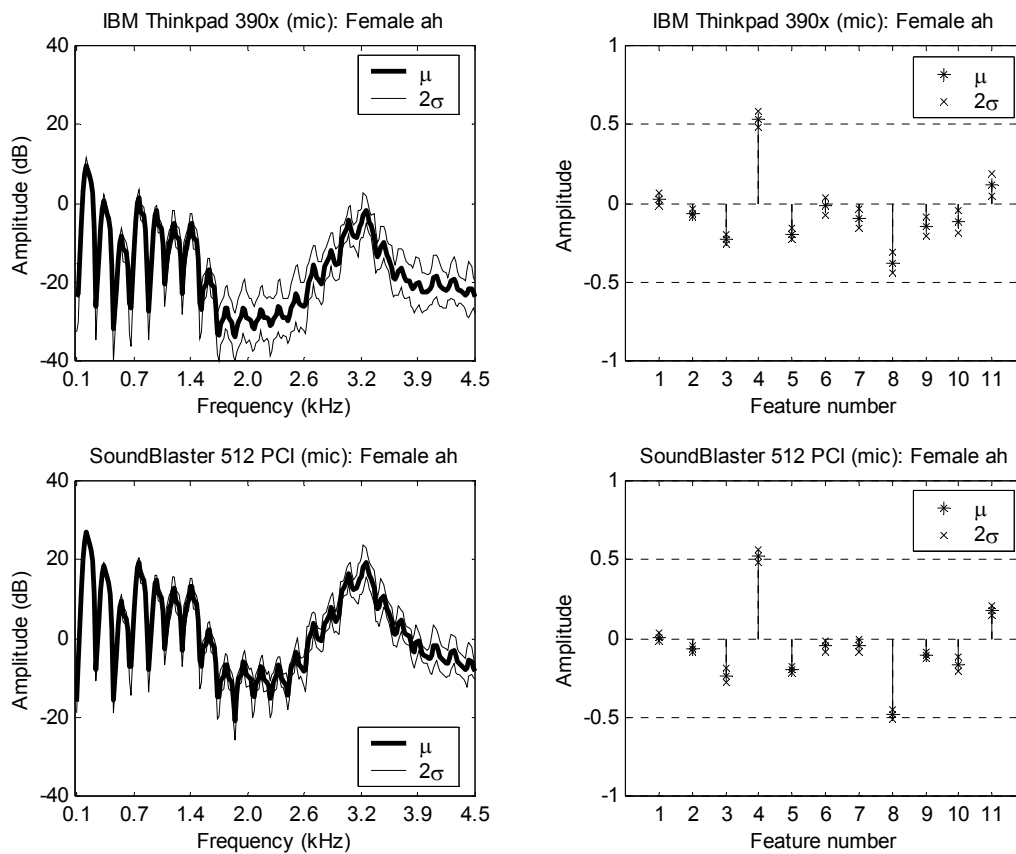 IBM Thinkpad 390x (mic): Female ah
40
20
0
-20
-40
Amplitude (dB)
μ
2σ
0.1 0.7 1.4 2.0 2.6 3.2 3.9 4.5
Frequency (kHz)
IBM Thinkpad 390x (mic): Female ah
1
0.5
0
-0.5
-1
Amplitude
μ
2σ
1 2 3 4 5 6 7 8 9 10 11
Feature number
SoundBlaster 512 PCI (mic): Female ah
40
20
0
-20
-40
Amplitude (dB)
μ
2σ
0.1 0.7 1.4 2.0 2.6 3.2 3.9 4.5
Frequency (kHz)
SoundBlaster 512 PCI (mic): Female ah
1
0.5
0
-0.5
-1
Amplitude
μ
2σ
1 2 3 4 5 6 7 8 9 10 11
Feature number